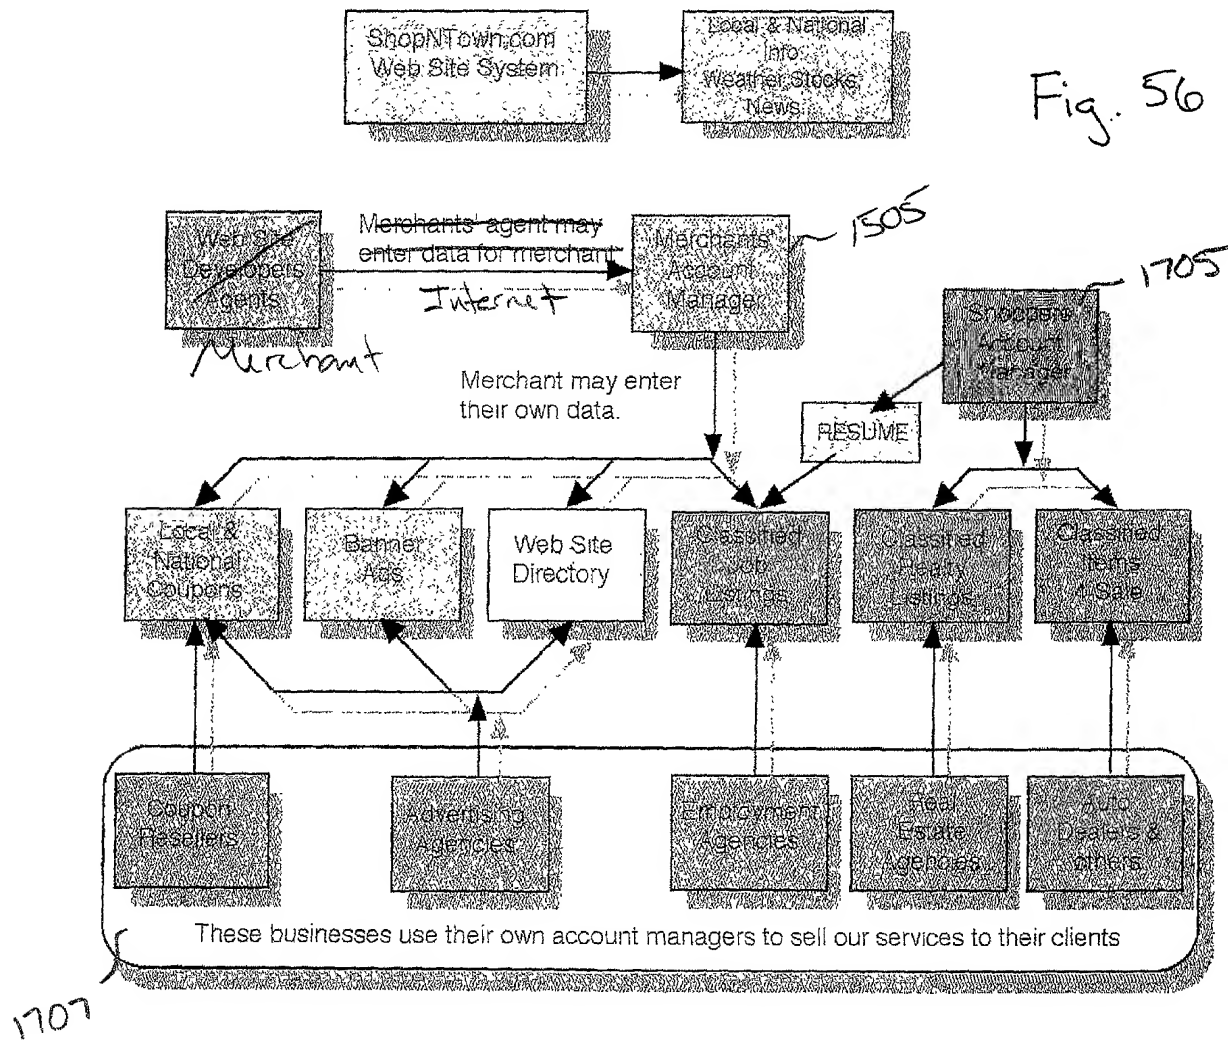 ShopNTown.com
Web Site System
Local & National
Info
Weather, Stocks,
News
Fig. 56
Web Site
Developers
Agents
Merchants' agent may
enter data for merchant
Internet
Merchant
Merchants'
Account
Manager
1505
1705
Shoppers
Account
Manager
Merchant may enter
their own data.
RESUME
Local &
National
Coupons
Banner
Ads
Web Site
Directory
Classified
Job
Listings
Classified
Realty
Listings
Classified
Items
4 Sale
Coupon
Resellers
Advertising
Agencies
Employment
Agencies
Real
Estate
Agencies
Auto
Dealers &
others
These businesses use their own account managers to sell our services to their clients
1707